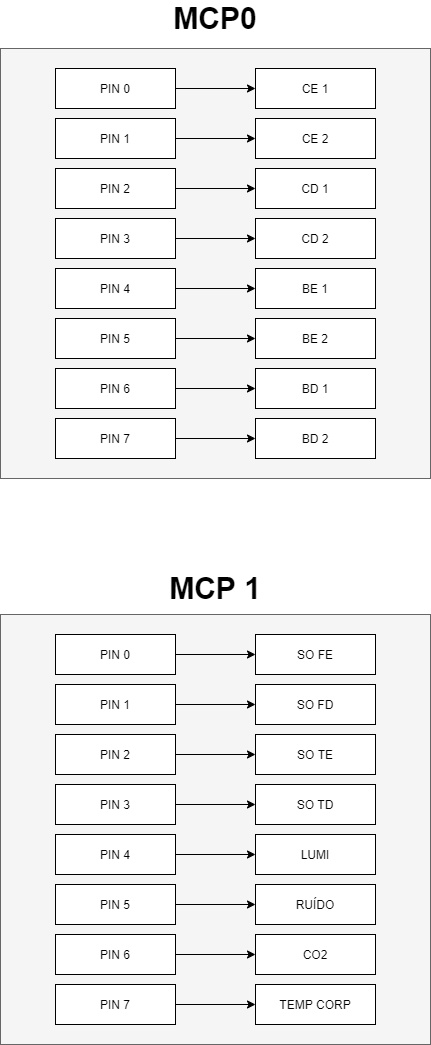 MCP0
PIN 0 CE 1
PIN 1 CE 2
PIN 2 CD 1
PIN 3 CD 2
PIN 4 BE 1
PIN 5 BE 2
PIN 6 BD 1
PIN 7 BD 2
MCP 1
PIN 0 SO FE
PIN 1 SO FD
PIN 2 SO TE
PIN 3 SO TD
PIN 4 LUMI
PIN 5 RUÍDO
PIN 6 CO2
PIN 7 TEMP CORP